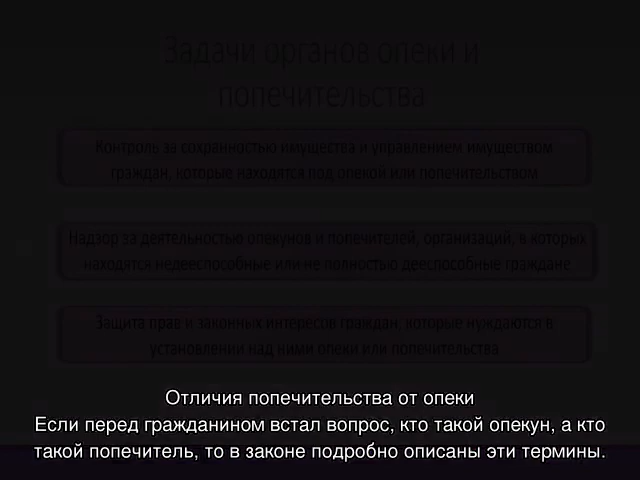 Задачи органов опеки и
попечительства
Контроль за сохранностью имущества и управлением имуществом
граждан, которые находятся под опекой или попечительством
Надзор за деятельностью опекунов и попечителей, организаций, в которых
находятся недееспособные или не полностью дееспособные граждане
Защита прав и законных интересов граждан, которые нуждаются в
установлении над ними опеки или попечительства
Отличия попечительства от опеки
Если перед гражданином встал вопрос, кто такой опекун, а кто
такой попечитель, то в законе подробно описаны эти термины.